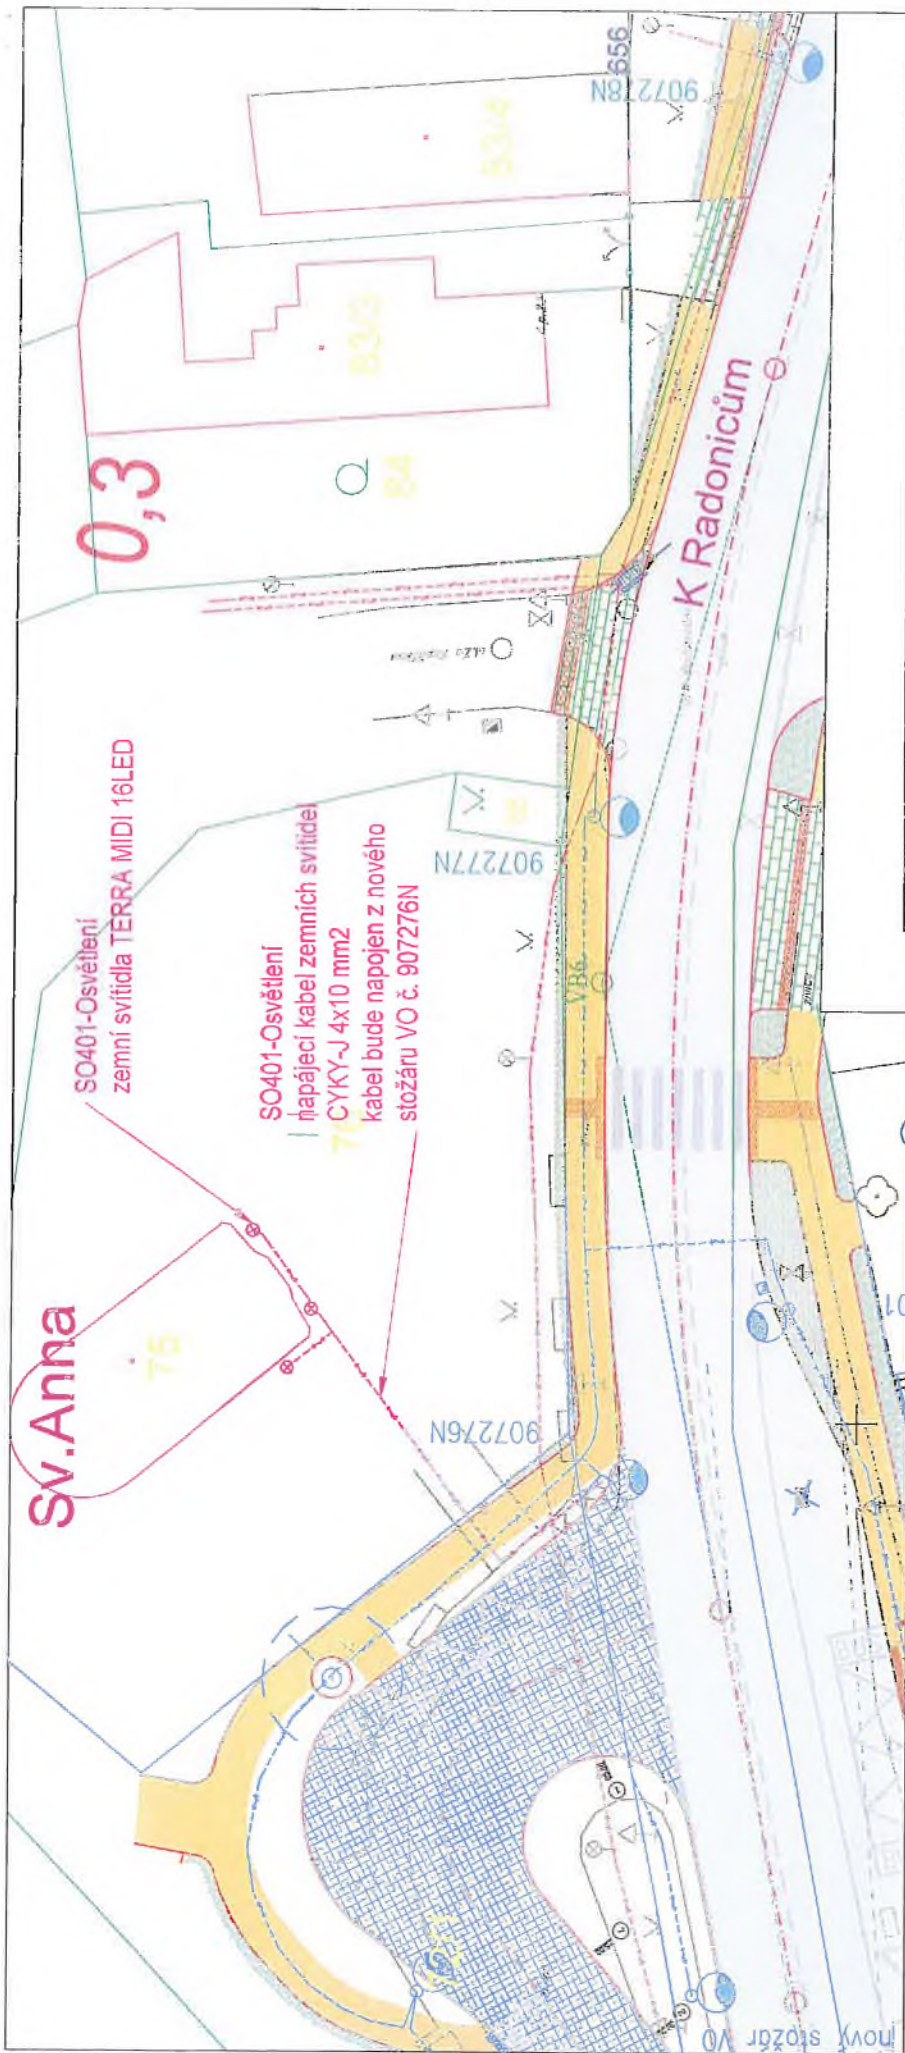 656
907278N
83/4
83/3
84
0,3
K Radonicům
SO401-Osvětlení
zemní svítidla TERRA MIDI 16LED
SO401-Osvětlení
napájecí kabel zemních svítidel
CYKY-J 4x10 mm2
kabel bude napojen z nového
stožáru VO č. 907276N
76
907277N
VB6
Sv.Anna
75
907276N
nový stožár VO